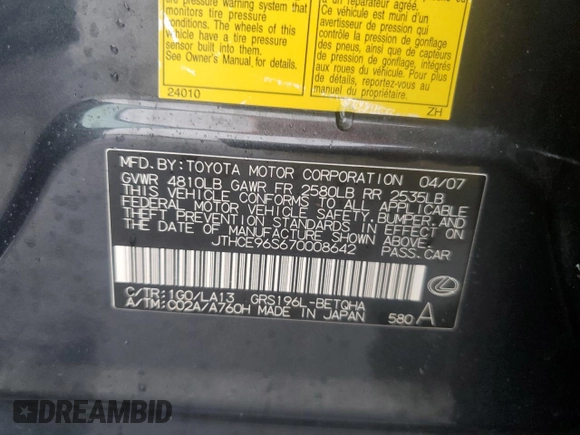 tire pressure warning system that
monitors tire pressure
conditions. The wheels of
this vehicle have a tire pressure
sensor built into them.
See Owner's Manual, for details.
24010
un réparateur agréé.
Ce véhicule est muni d'un
avertisseur de pression de gonflage
qui contrôle la pression de gonflage
des pneus, ainsi que de capteurs
de pression de gonflage, intégrés
aux roues du véhicule. Pour plus
de détails, reportez-vous au manuel
du propriétaire.
ZH
MFD. BY: TOYOTA MOTOR CORPORATION 04/07
GVWR 4810LB GAWR FR 2580LB RR 2535LB
THIS VEHICLE CONFORMS TO ALL APPLICABLE
FEDERAL MOTOR VEHICLE SAFETY, BUMPER, AND
THEFT PREVENTION STANDARDS IN EFFECT ON
THE DATE OF MANUFACTURE SHOWN ABOVE.
JTHCE96S670008642 PASS.CAR
C/TR: 1G0/LA13 GRS196L-BETQHA
A/TM: C02A/A760H MADE IN JAPAN
580 A
DREAMBID